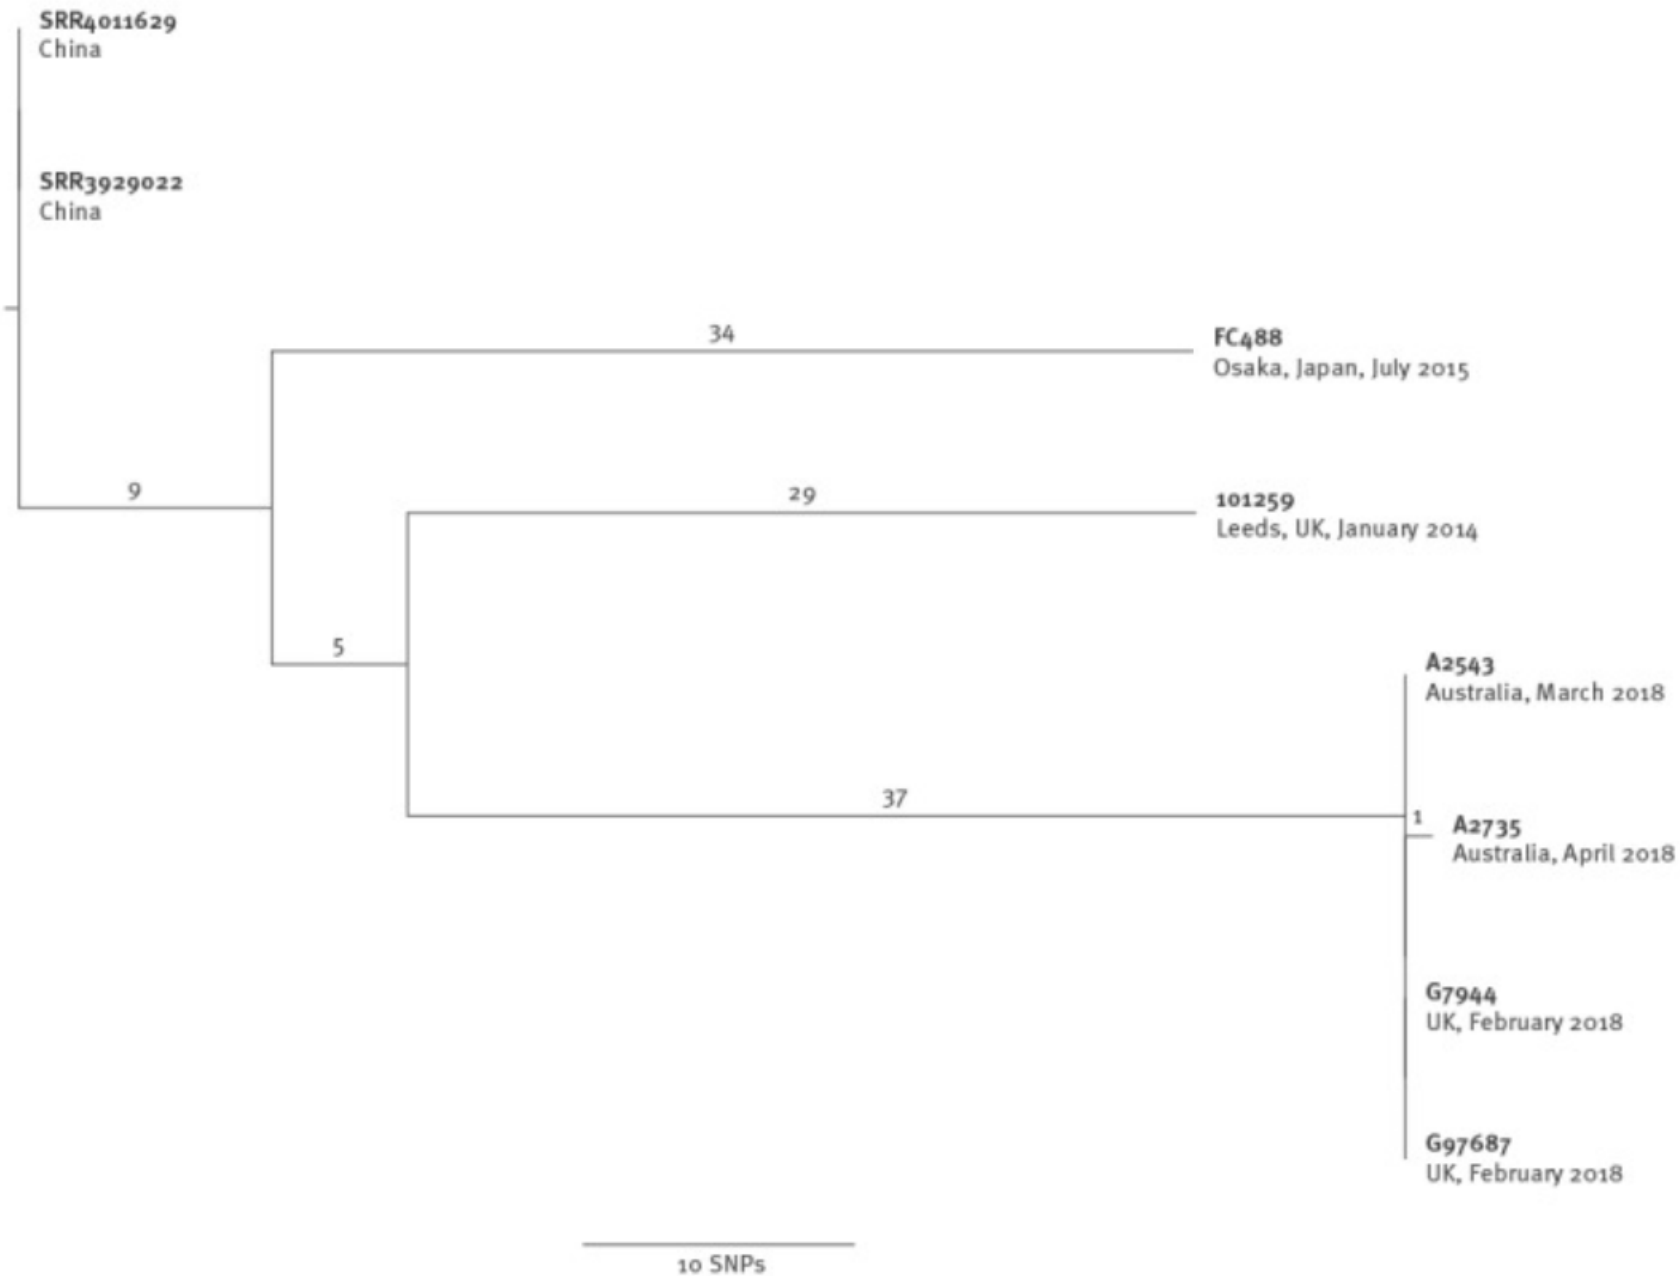 SRR4011629
China
SRR3929022
China
34
FC488
Osaka, Japan, July 2015
9
29
101259
Leeds, UK, January 2014
5
A2543
Australia, March 2018
37
1
A2735
Australia, April 2018
G7944
UK, February 2018
G97687
UK, February 2018
10 SNPs